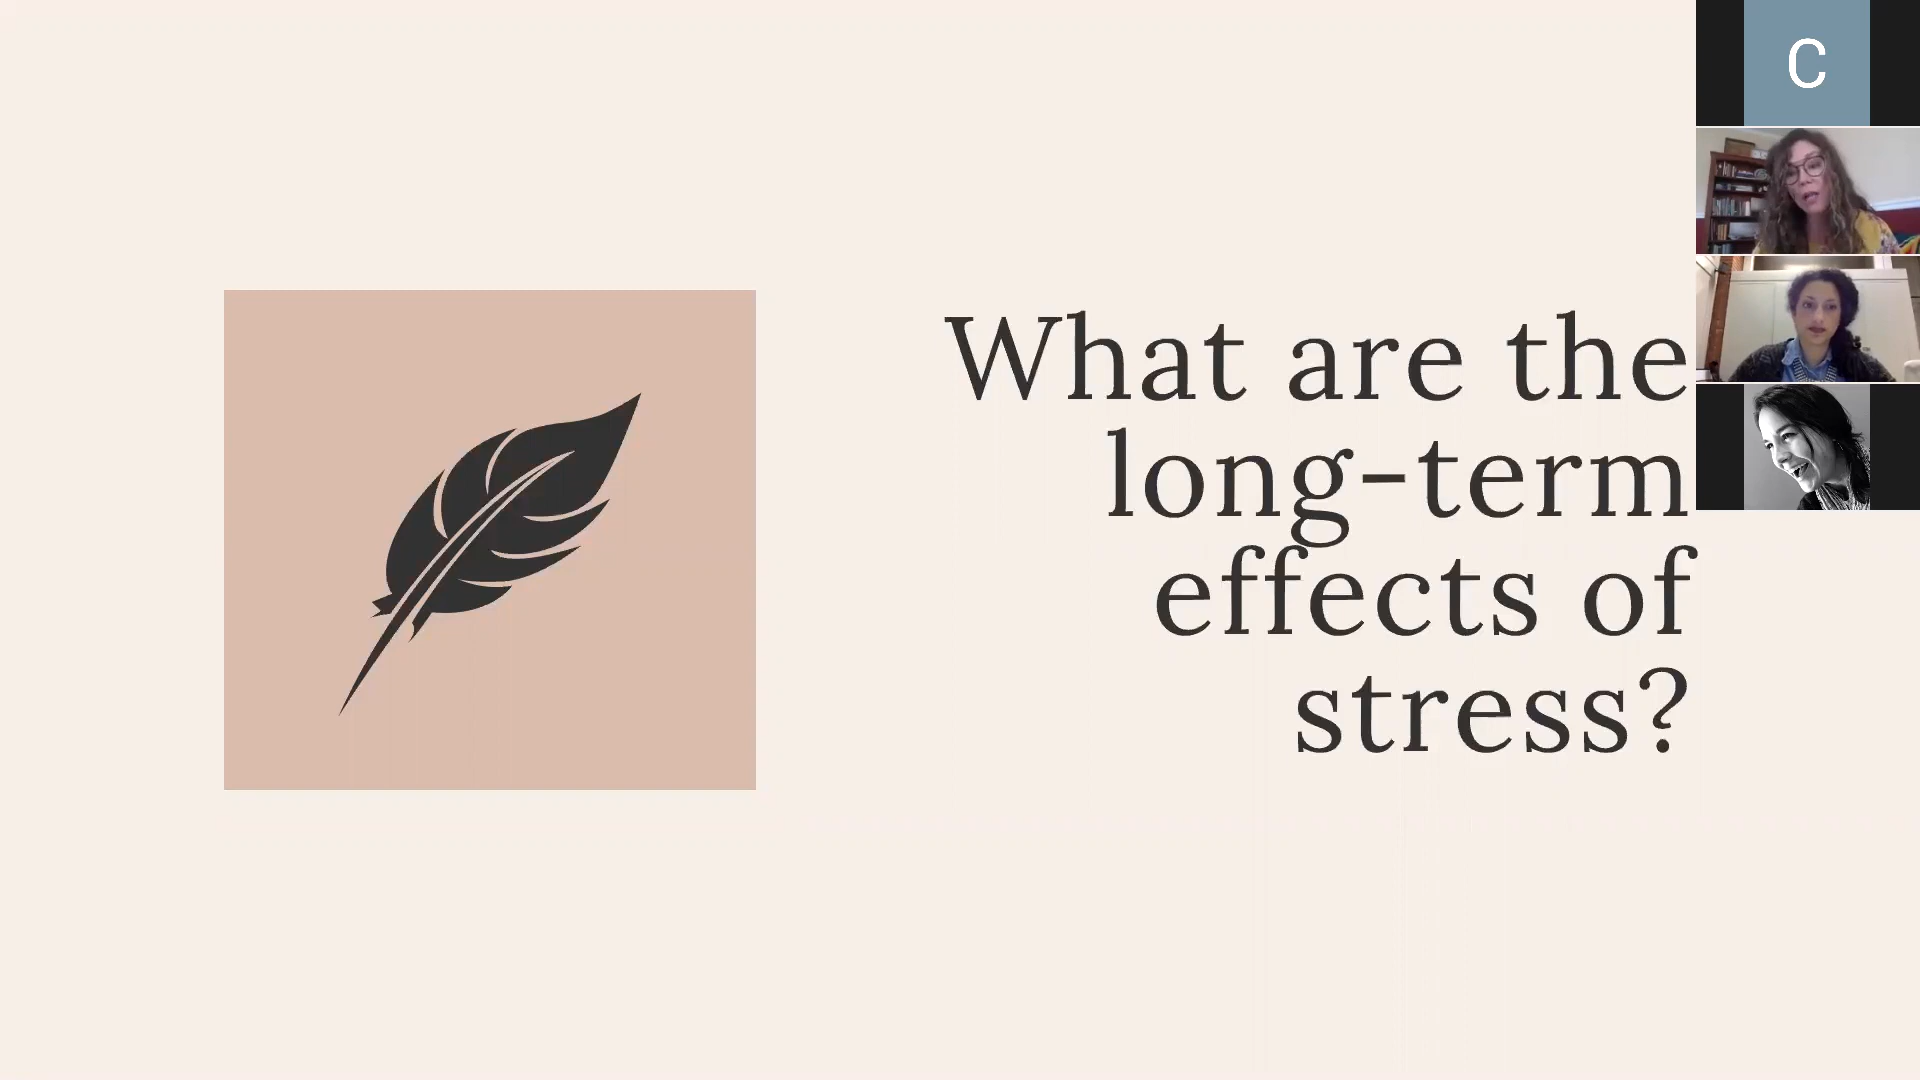 What are the
long-term
effects of
stress?
C